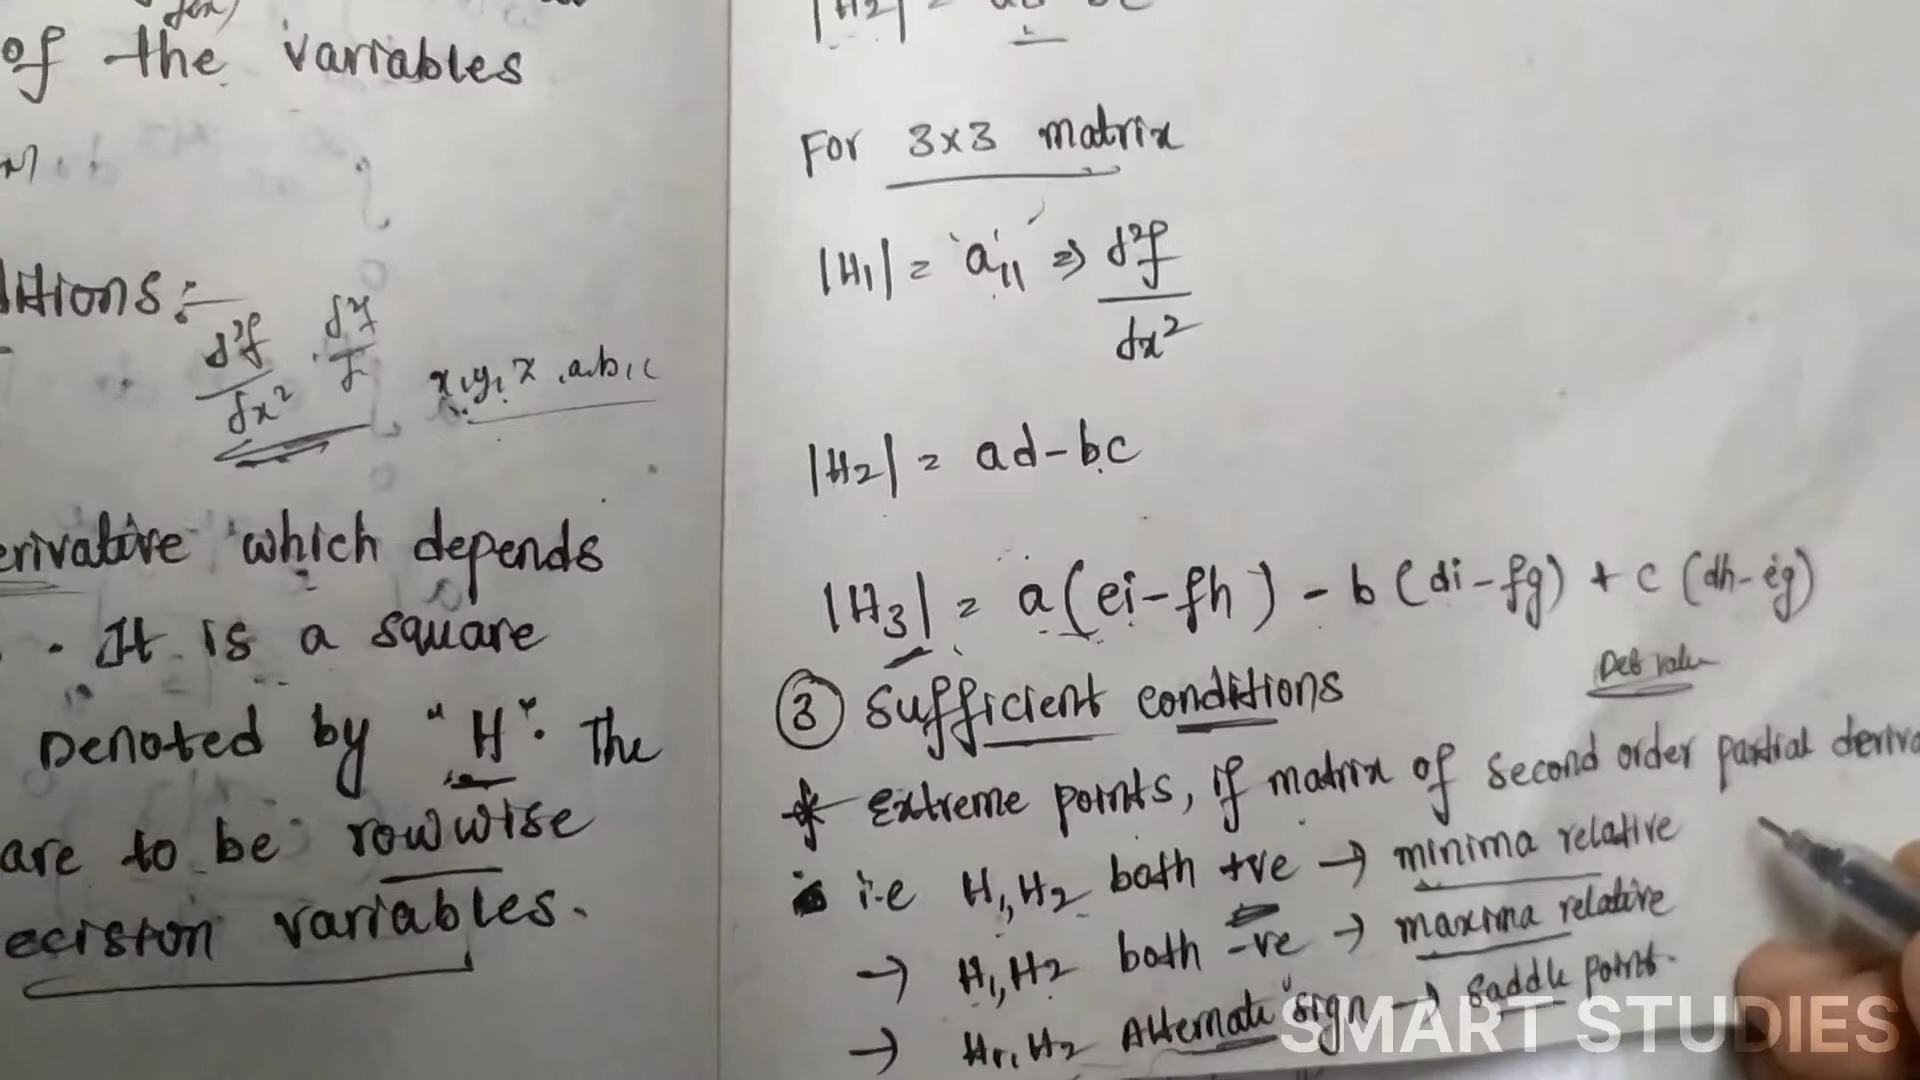 of the variables
ditions :-
d²f
dx²
x, y, z, a, b, c
erivative which depends
. It is a square
Denoted by "H". The
are to be rowwise
ecision variables.
|H2| =
For 3x3 matrix
|H1| = 'a'11 ⇒ d²f
dx²
|H2| = ad-bc
|H3| = a(ei-fh) - b(di-fg) + c(dh-eg)
③ Sufficient conditions
Extreme points, if matrix of second order partial deriva
i.e H1, H2 both +ve → minima relative
→ H1, H2 both -ve → maxima relative
→ H1, H2 Alternate sign → saddle point.
SMART STUDIES